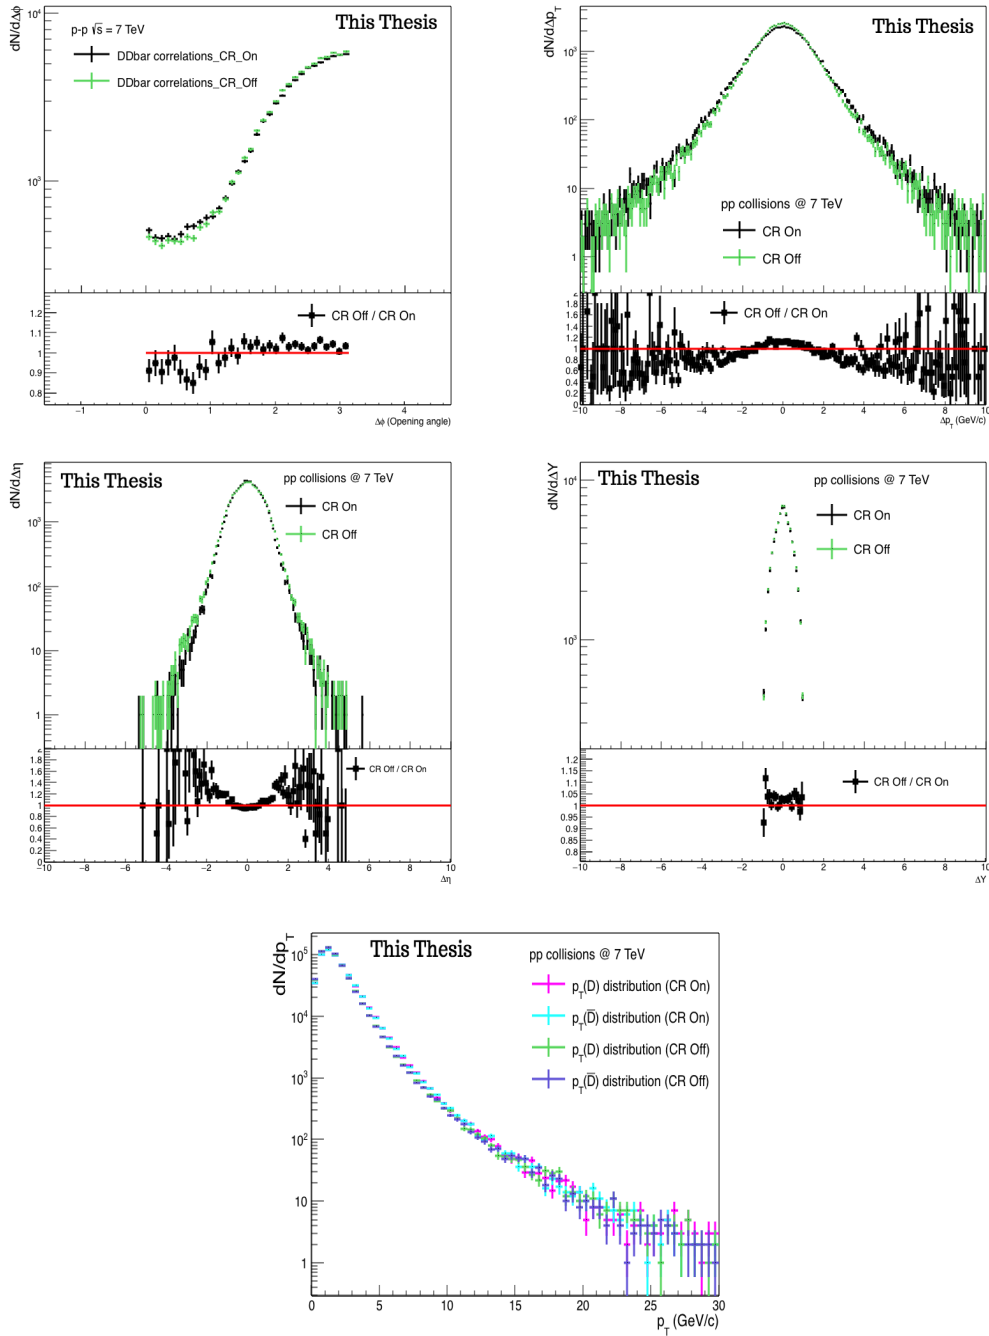 This Thesis
dN/dΔϕ
10⁴
10³
p-p √s = 7 TeV
DDbar correlations_CR_On
DDbar correlations_CR_Off
CR Off / CR On
1.2
1.1
1
0.9
0.8
−1 0 1 2 3 4
Δϕ (Opening angle)
This Thesis
dN/dΔp_T
10³
10²
10
1
pp collisions @ 7 TeV
CR On
CR Off
CR Off / CR On
2
1.8
1.6
1.4
1.2
1
0.8
0.6
0.4
0.2
0
−10 −8 −6 −4 −2 0 2 4 6 8 10
Δp_T (GeV/c)
This Thesis
dN/dΔη
10³
10²
10
1
pp collisions @ 7 TeV
CR On
CR Off
CR Off / CR On
2
1.8
1.6
1.4
1.2
1
0.8
0.6
0.4
0.2
0
−10 −8 −6 −4 −2 0 2 4 6 8 10
Δη
This Thesis
dN/dΔY
10⁴
10³
pp collisions @ 7 TeV
CR On
CR Off
CR Off / CR On
1.2
1.15
1.1
1.05
1
0.95
0.9
0.85
0.8
−10 −8 −6 −4 −2 0 2 4 6 8 10
ΔY
This Thesis
dN/dp_T
10⁵
10⁴
10³
10²
10
1
pp collisions @ 7 TeV
p_T(D) distribution (CR On)
p_T(D̅) distribution (CR On)
p_T(D) distribution (CR Off)
p_T(D̅) distribution (CR Off)
0 5 10 15 20 25 30
p_T (GeV/c)